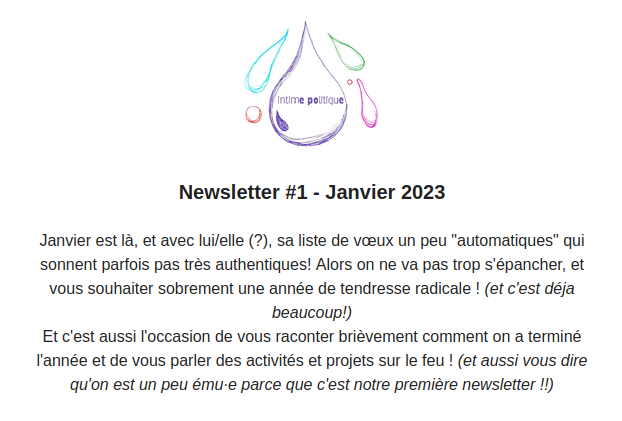 intime politique
Newsletter #1 - Janvier 2023
Janvier est là, et avec lui/elle (?), sa liste de vœux un peu "automatiques" qui
sonnent parfois pas très authentiques! Alors on ne va pas trop s'épancher, et
vous souhaiter sobrement une année de tendresse radicale ! (et c'est déja
beaucoup!)
Et c'est aussi l'occasion de vous raconter brièvement comment on a terminé
l'année et de vous parler des activités et projets sur le feu ! (et aussi vous dire
qu'on est un peu ému·e parce que c'est notre première newsletter !!)